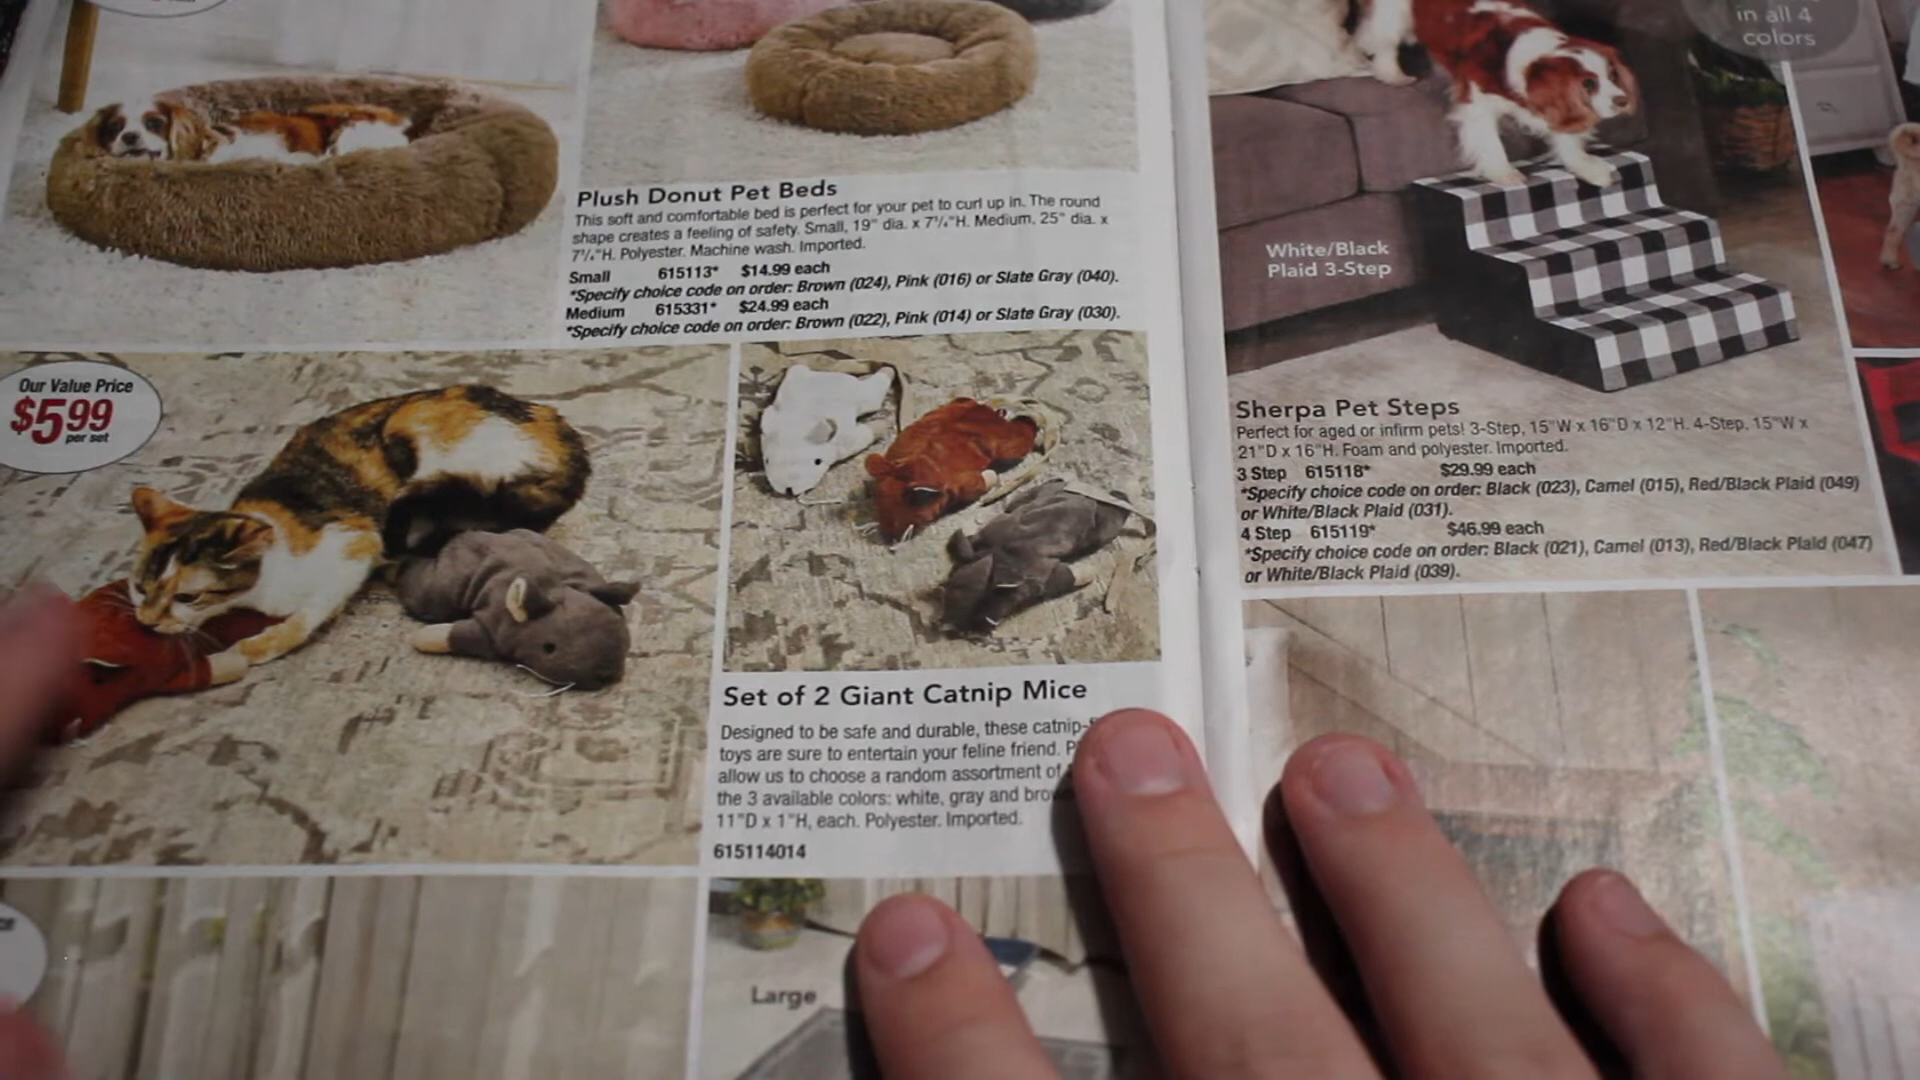 Plush Donut Pet Beds
This soft and comfortable bed is perfect for your pet to curl up in. The round
shape creates a feeling of safety. Small, 19" dia. x 7¹/₄"H. Medium, 25" dia. x
7¹/₄"H. Polyester. Machine wash. Imported.
Small 615113* $14.99 each
*Specify choice code on order: Brown (024), Pink (016) or Slate Gray (040).
Medium 615331* $24.99 each
*Specify choice code on order: Brown (022), Pink (014) or Slate Gray (030).
Our Value Price
$5.99
per set
Set of 2 Giant Catnip Mice
Designed to be safe and durable, these catnip-
toys are sure to entertain your feline friend.
allow us to choose a random assortment of
the 3 available colors: white, gray and
11"D x 1"H, each. Polyester. Imported.
615114014
Large
in all 4
colors
White/Black
Plaid 3-Step
Sherpa Pet Steps
Perfect for aged or infirm pets! 3-Step, 15"W x 16"D x 12"H. 4-Step, 15"W x
21"D x 16"H. Foam and polyester. Imported.
3 Step 615118* $29.99 each
*Specify choice code on order: Black (023), Camel (015), Red/Black Plaid (049)
or White/Black Plaid (031).
4 Step 615119* $46.99 each
*Specify choice code on order: Black (021), Camel (013), Red/Black Plaid (047)
or White/Black Plaid (039).